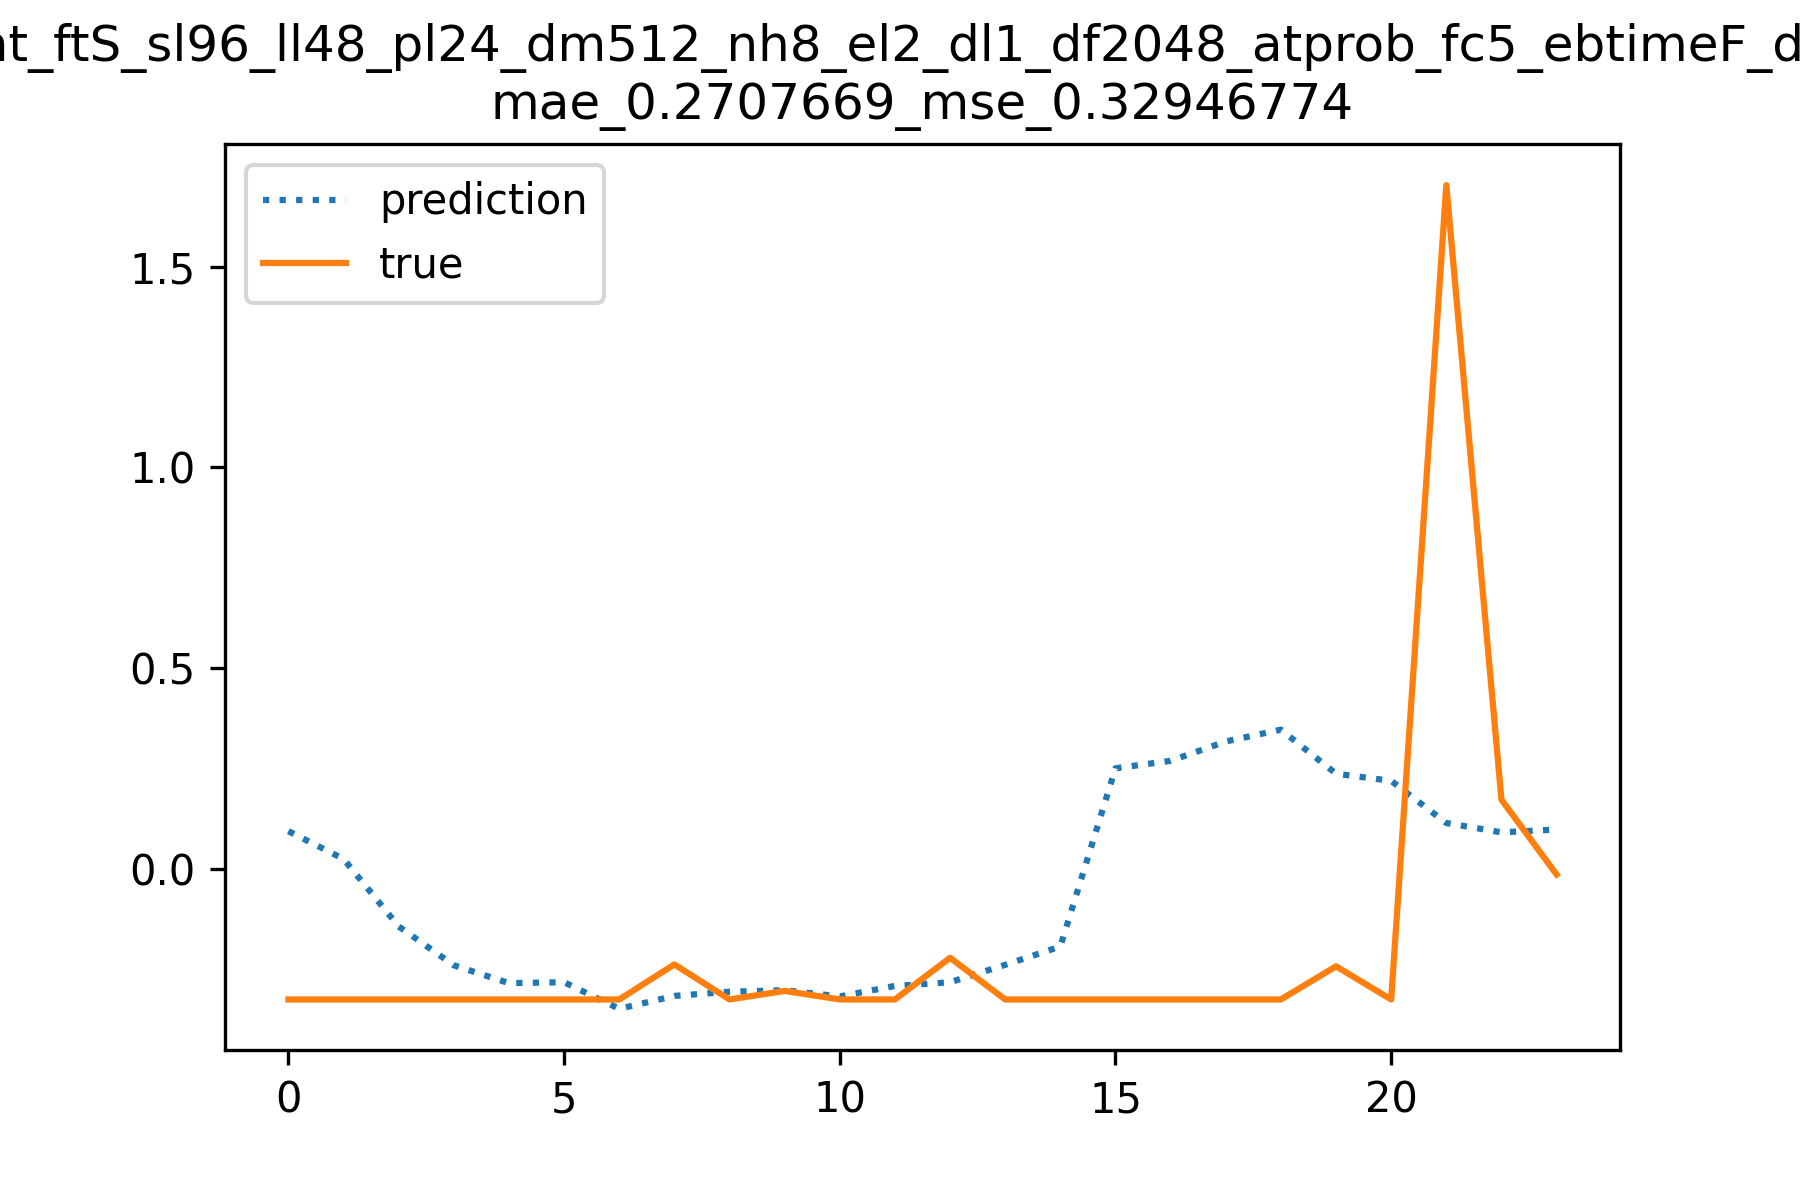 nt_ftS_sl96_ll48_pl24_dm512_nh8_el2_dl1_df2048_atprob_fc5_ebtimeF_d
mae_0.2707669_mse_0.32946774
prediction
true
1.5
1.0
0.5
0.0
0 5 10 15 20